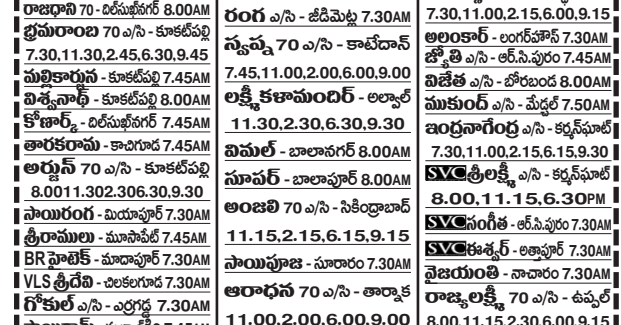 రాజధాని 70 - దిల్‌సుఖ్‌నగర్ 8.00AM
భ్రమరాంబ 70 ఎ/సి - కూకట్‌పల్లి
7.30,11.30,2.45,6.30,9.45
మల్లికార్జున - కూకట్‌పల్లి 7.45AM
విశ్వనాథ్ - కూకట్‌పల్లి 8.00AM
కోణార్క్ - దిల్‌సుఖ్‌నగర్ 7.45AM
తారకరామ - కాచిగూడ 7.45AM
అర్జున్ 70 ఎ/సి - కూకట్‌పల్లి
8.0011.302.306.30,9.30
సాయిరంగ - మియాపూర్ 7.30AM
శ్రీరాములు - మూసాపేట్ 7.45AM
BR హైటెక్ - మాదాపూర్ 7.30AM
VLS శ్రీదేవి - చిలకలగూడ 7.30AM
గోకుల్ ఎ/సి - ఎర్రగడ్డ 7.30AM
రంగ ఎ/సి - జీడిమెట్ల 7.30AM
స్వప్న 70 ఎ/సి - కాటేదాన్
7.45,11.00,2.00,6.00,9.00
లక్ష్మీకళామందిర్ - అల్వాల్
11.30,2.30,6.30,9.30
విమల్ - బాలానగర్ 8.00AM
సూపర్ - బాలాపూర్ 8.00AM
అంజలి 70 ఎ/సి - సికింద్రాబాద్
11.15,2.15,6.15,9.15
సాయిపూజ - సూరారం 7.30AM
ఆరాధన 70 ఎ/సి - తార్నాక
11.00,2.00,6.00,9.00
7.30,11.00,2.15,6.00,9.15
అలంకార్ - లంగర్‌హౌస్ 7.30AM
జ్యోతి ఎ/సి - ఆర్.సి.పురం 7.45AM
విజేత ఎ/సి - బోరబండ 8.00AM
ముకుంద్ ఎ/సి - మేడ్చల్ 7.50AM
ఇంద్రనాగేంద్ర ఎ/సి - కర్మన్‌ఘాట్
7.30,11.00,2.15,6.15,9.30
SVC శ్రీలక్ష్మీ ఎ/సి - కర్మన్‌ఘాట్
8.00,11.15,6.30PM
SVC సంగీత - ఆర్.సి.పురం 7.30AM
SVC ఈశ్వర్ - అత్తాపూర్ 7.30AM
వైజయంతి - నాచారం 7.30AM
రాజ్యలక్ష్మీ 70 ఎ/సి - ఉప్పల్
8.00,11.15,2.30,6.00,9.15